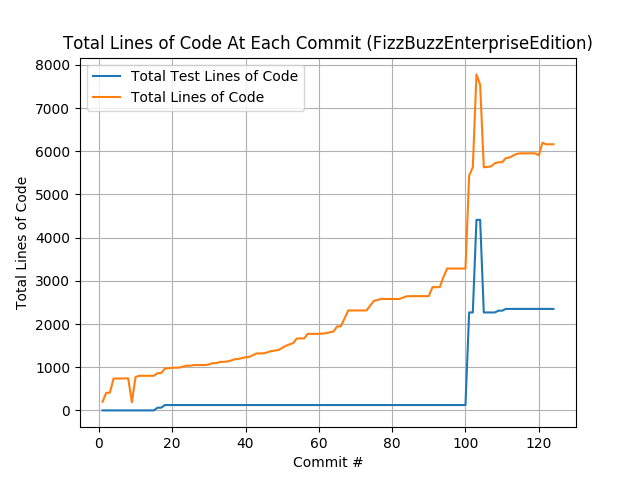 Total Lines of Code At Each Commit (FizzBuzzEnterpriseEdition)
Total Test Lines of Code
Total Lines of Code
8000
7000
6000
5000
4000
3000
2000
1000
0
Total Lines of Code
0 20 40 60 80 100 120
Commit #